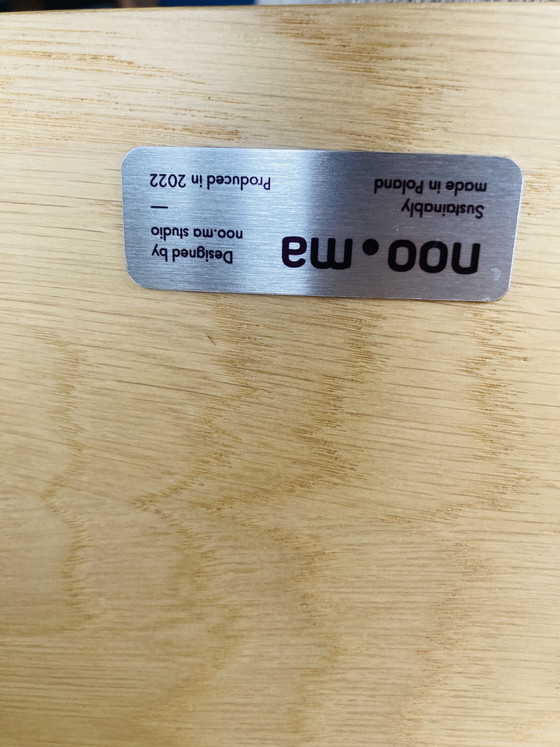 noo.ma
Sustainably
made in Poland
Designed by
noo.ma studio
—
Produced in 2022